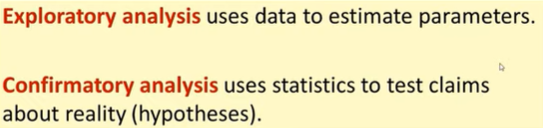 Exploratory analysis uses data to estimate parameters.
Confirmatory analysis uses statistics to test claims
about reality (hypotheses).